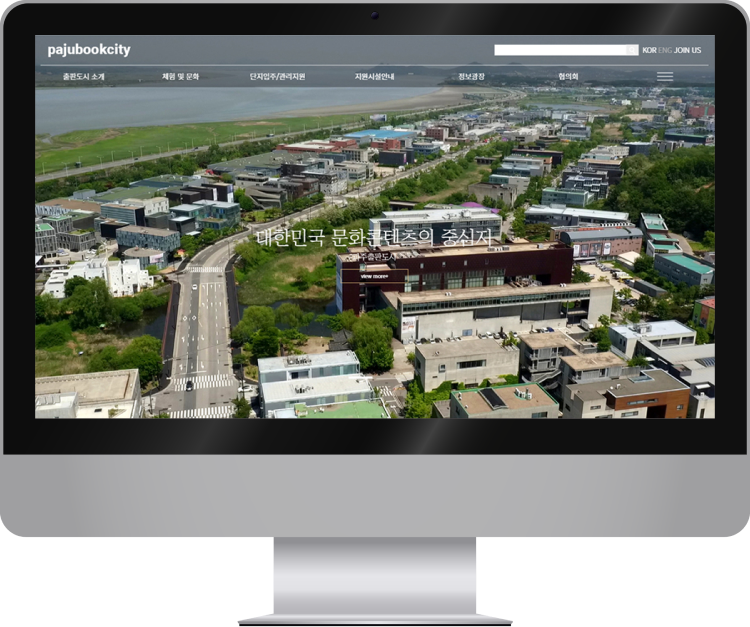 pajubookcity
KOR ENG JOIN US
출판도시 소개 체험 및 문화 단지입주/관리지원 지원시설안내 정보광장 협의회
대한민국 문화콘텐츠의 중심지
파주출판도시
view more+